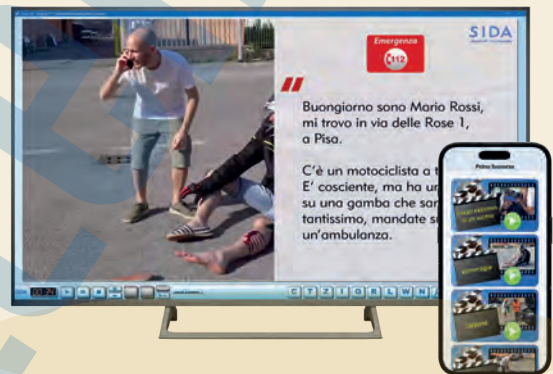 SIDA
Emergenza
112
"
Buongiorno sono Mario Rossi,
mi trovo in via delle Rose 1,
a Pisa.
C'è un motociclista a t
E' cosciente, ma ha un
su una gamba che san
tantissimo, mandate s
un'ambulanza.
C T Z I Q R L W N
Primo Soccorso